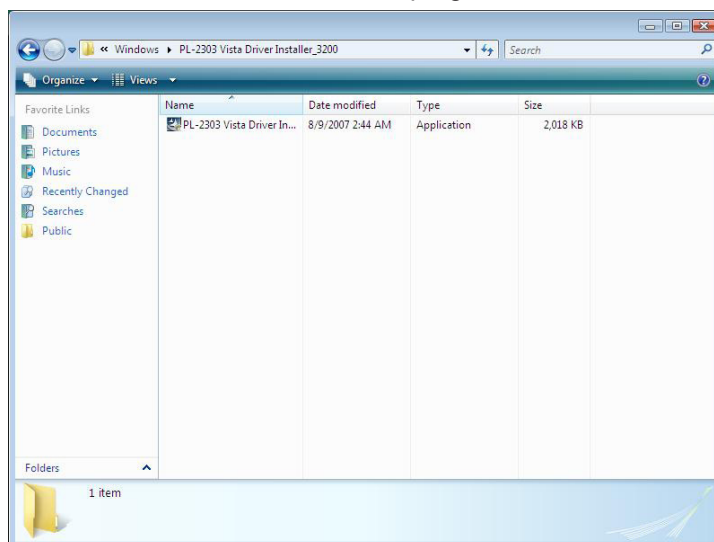 « Windows ▸ PL-2303 Vista Driver Installer_3200
Search
Organize Views
Favorite Links
Documents
Pictures
Music
Recently Changed
Searches
Public
Folders
Name Date modified Type Size
PL-2303 Vista Driver In... 8/9/2007 2:44 AM Application 2,018 KB
1 item